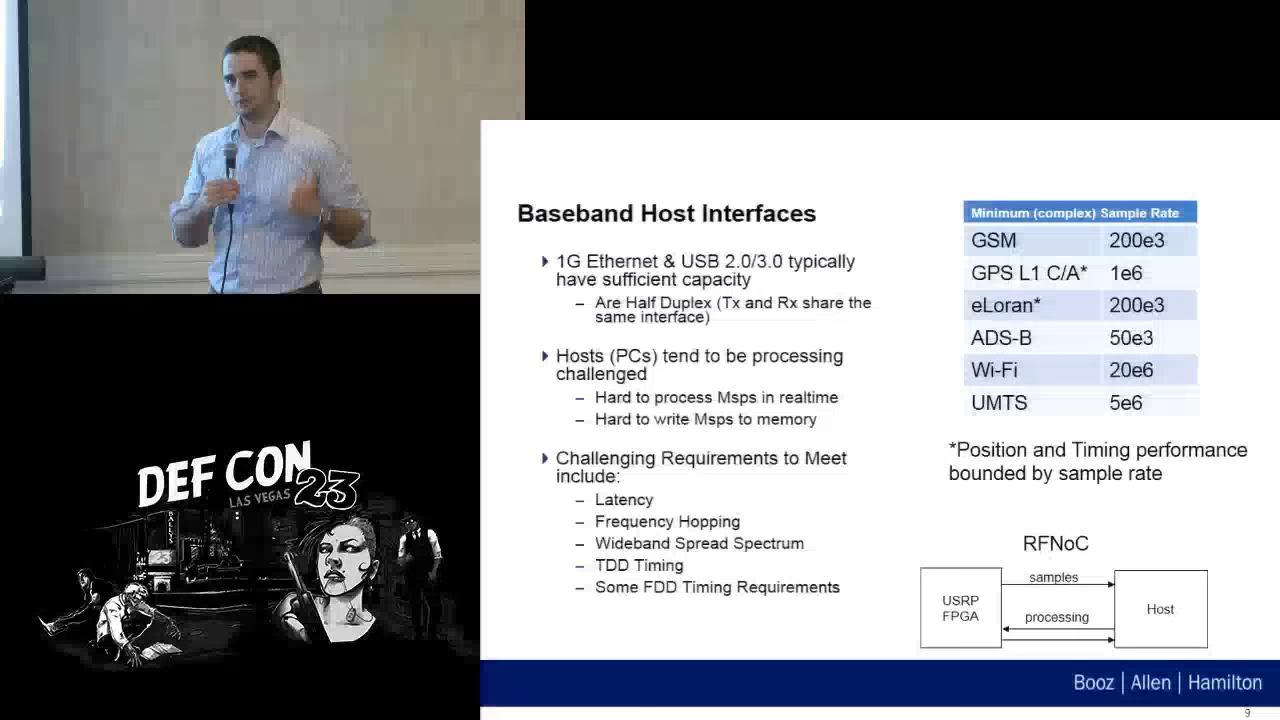 Baseband Host Interfaces
1G Ethernet & USB 2.0/3.0 typically
have sufficient capacity
– Are Half Duplex (Tx and Rx share the
same interface)
Hosts (PCs) tend to be processing
challenged
– Hard to process Msps in realtime
– Hard to write Msps to memory
Challenging Requirements to Meet
include:
– Latency
– Frequency Hopping
– Wideband Spread Spectrum
– TDD Timing
– Some FDD Timing Requirements
Minimum (complex) Sample Rate
GSM 200e3
GPS L1 C/A* 1e6
eLoran* 200e3
ADS-B 50e3
Wi-Fi 20e6
UMTS 5e6
*Position and Timing performance
bounded by sample rate
RFNoC
samples
USRP
FPGA
processing
Host
DEF CON
LAS VEGAS 23
BALLY'S
Booz | Allen | Hamilton
9